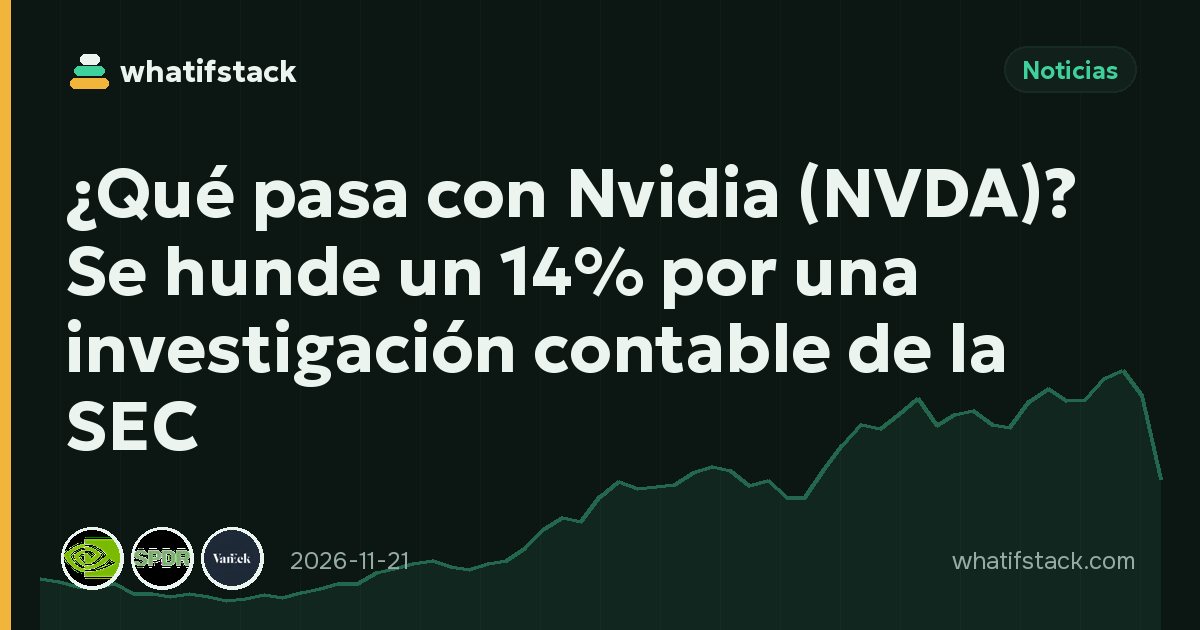 whatifstack
Noticias
¿Qué pasa con Nvidia (NVDA)?
Se hunde un 14% por una
investigación contable de la
SEC
SPDR
VanEck
2026-11-21
whatifstack.com